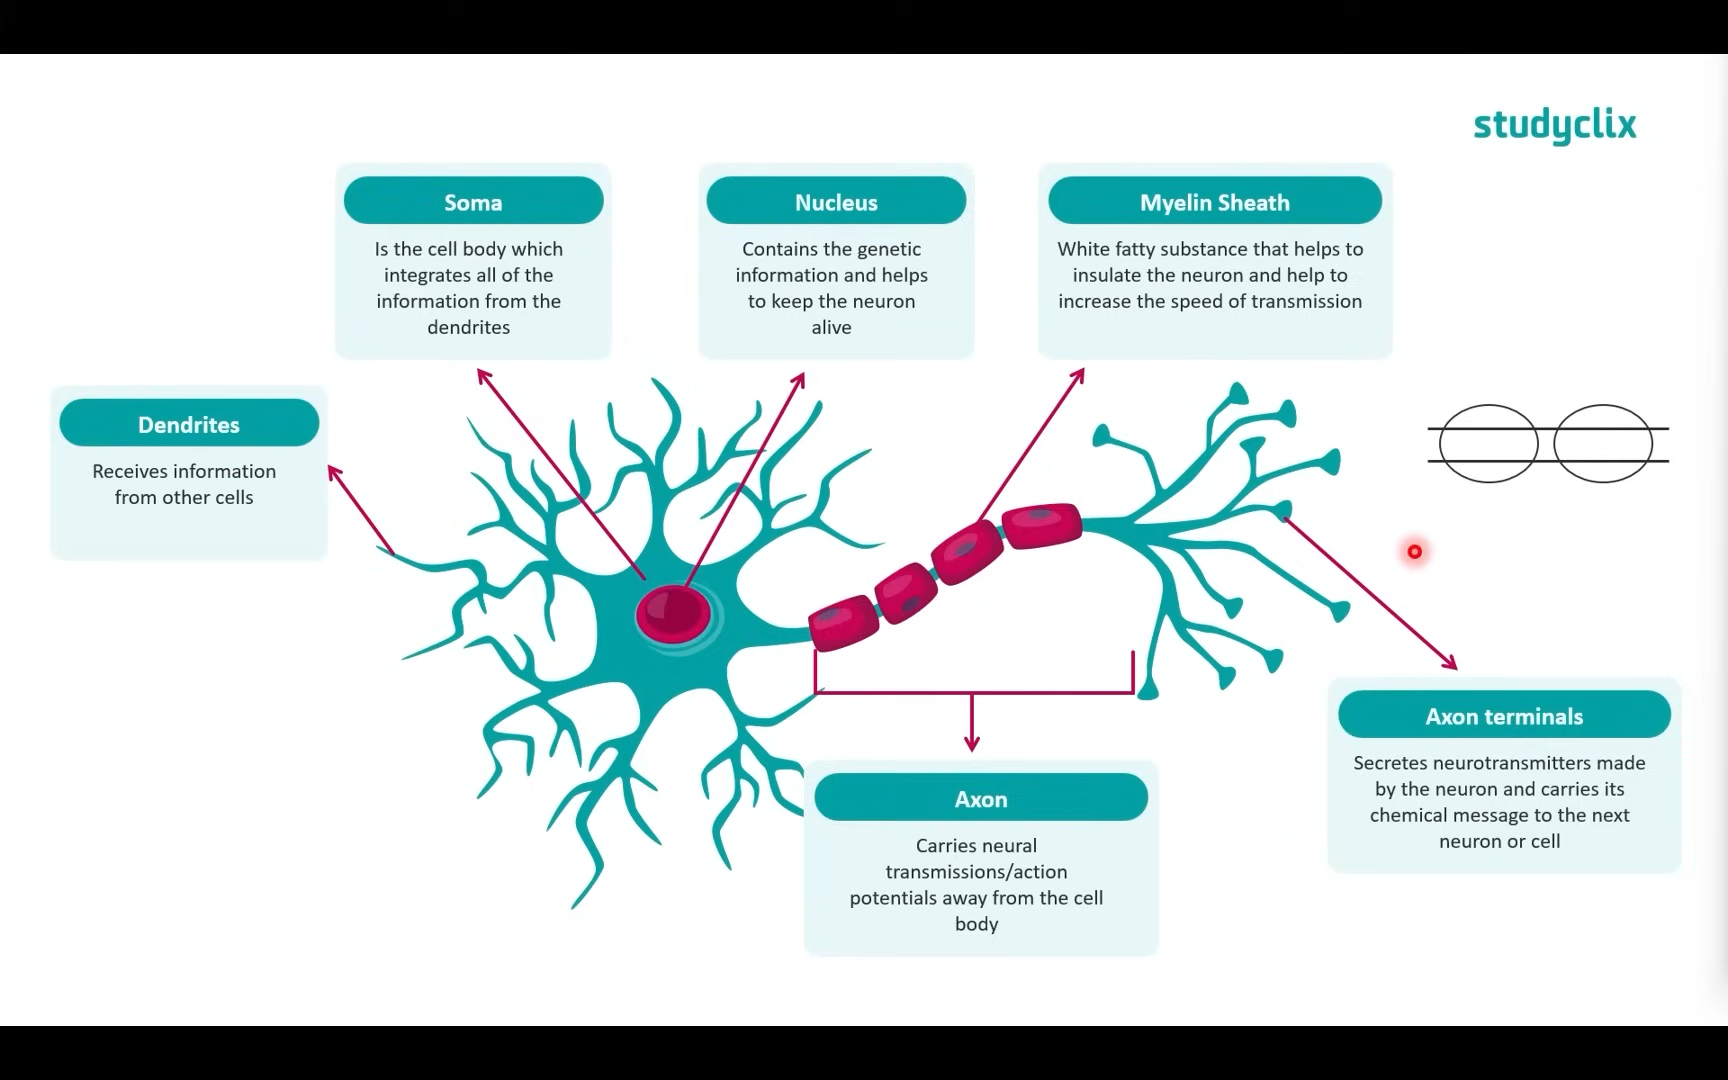 studyclix
Soma
Is the cell body which
integrates all of the
information from the
dendrites
Nucleus
Contains the genetic
information and helps
to keep the neuron
alive
Myelin Sheath
White fatty substance that helps to
insulate the neuron and help to
increase the speed of transmission
Dendrites
Receives information
from other cells
Axon
Carries neural
transmissions/action
potentials away from the cell
body
Axon terminals
Secretes neurotransmitters made
by the neuron and carries its
chemical message to the next
neuron or cell